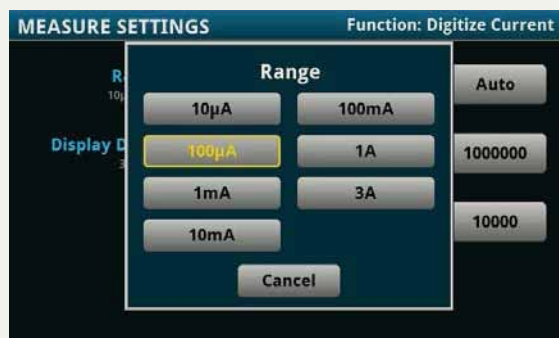 MEASURE SETTINGS Function: Digitize Current
Range
10µA 100mA
Auto
100µA 1A
Display D
1000000
1mA 3A
10000
10mA
Cancel